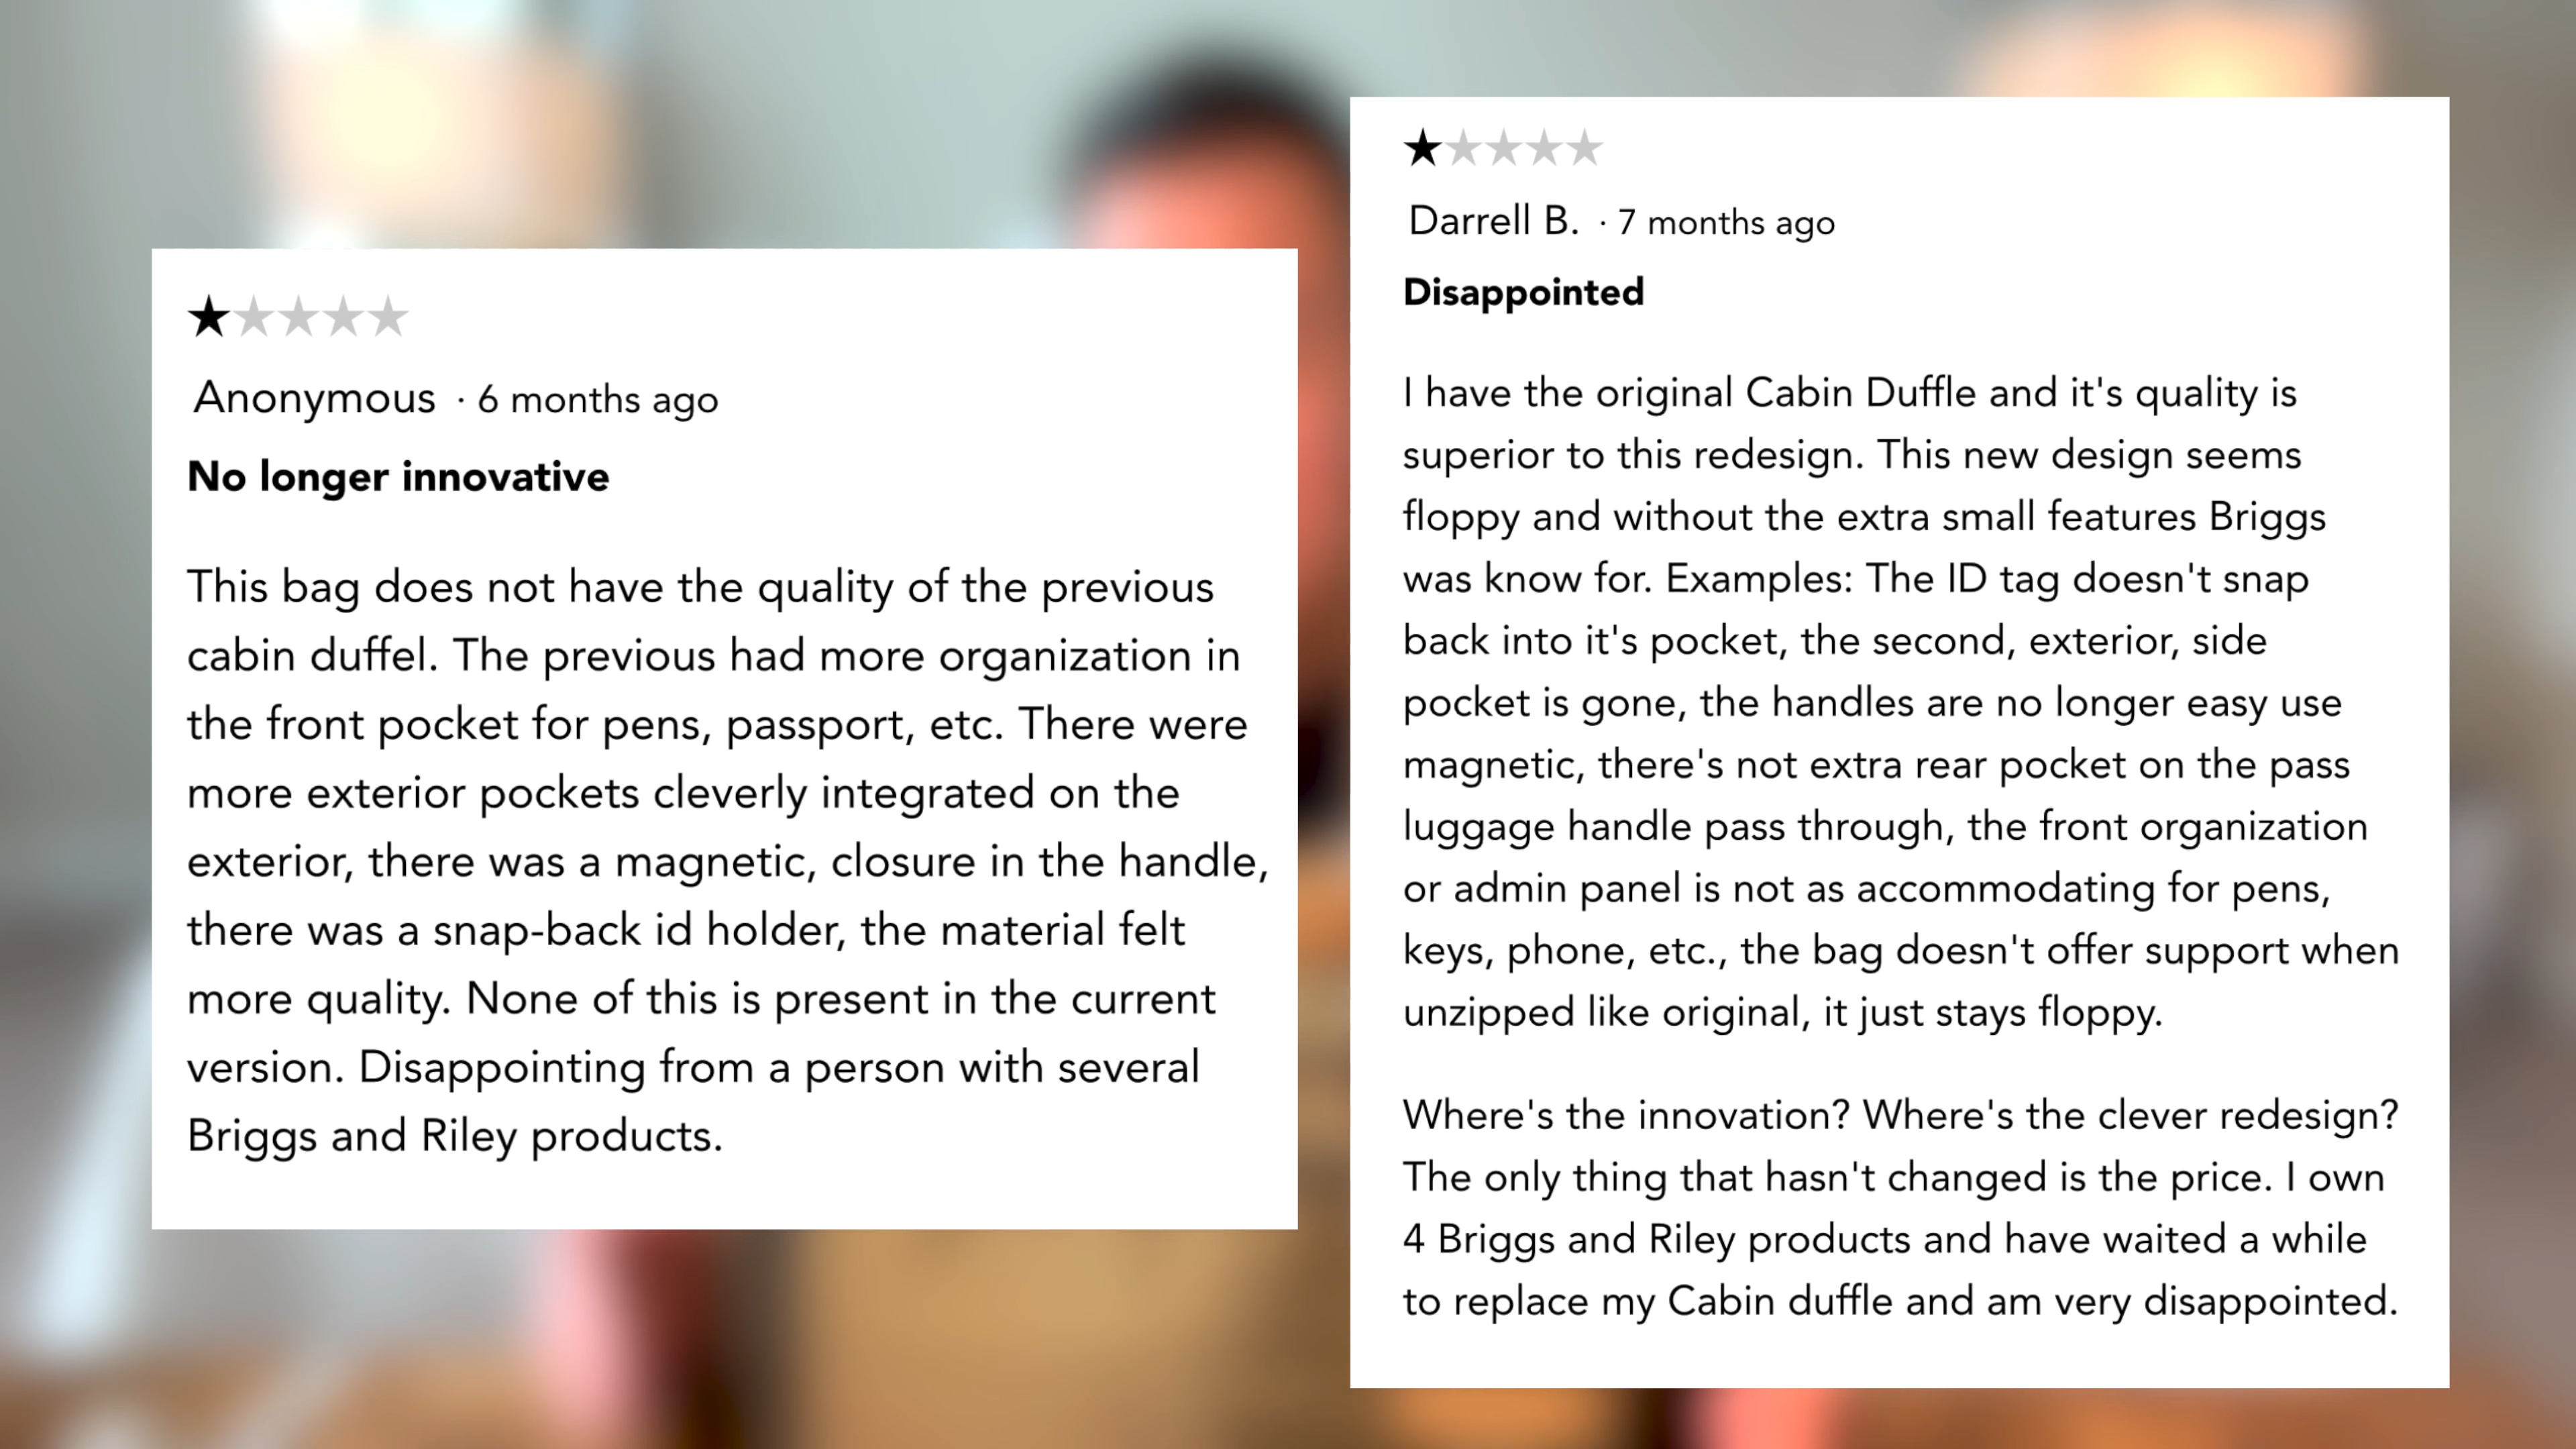 Anonymous · 6 months ago
No longer innovative
This bag does not have the quality of the previous
cabin duffel. The previous had more organization in
the front pocket for pens, passport, etc. There were
more exterior pockets cleverly integrated on the
exterior, there was a magnetic, closure in the handle,
there was a snap-back id holder, the material felt
more quality. None of this is present in the current
version. Disappointing from a person with several
Briggs and Riley products.
Darrell B. · 7 months ago
Disappointed
I have the original Cabin Duffle and it's quality is
superior to this redesign. This new design seems
floppy and without the extra small features Briggs
was know for. Examples: The ID tag doesn't snap
back into it's pocket, the second, exterior, side
pocket is gone, the handles are no longer easy use
magnetic, there's not extra rear pocket on the pass
luggage handle pass through, the front organization
or admin panel is not as accommodating for pens,
keys, phone, etc., the bag doesn't offer support when
unzipped like original, it just stays floppy.
Where's the innovation? Where's the clever redesign?
The only thing that hasn't changed is the price. I own
4 Briggs and Riley products and have waited a while
to replace my Cabin duffle and am very disappointed.